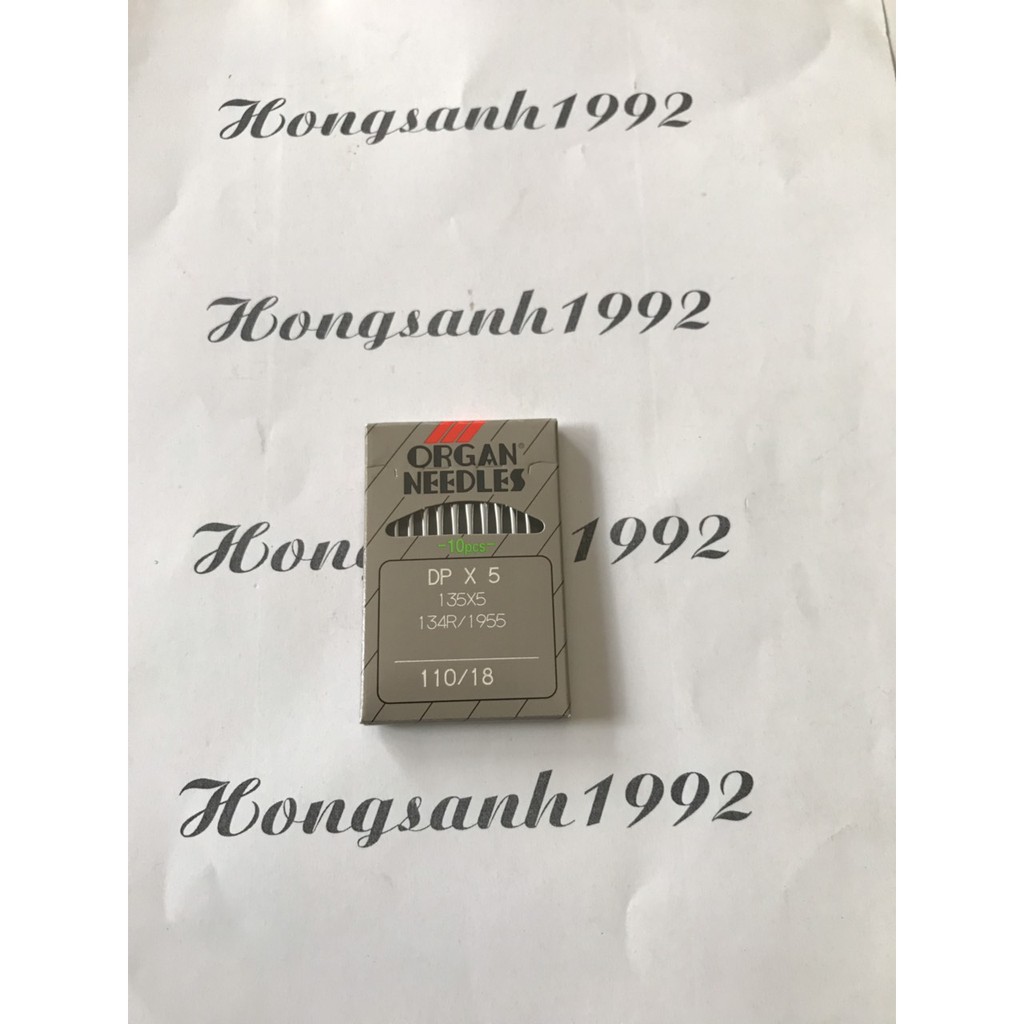 Hongsanh1992
Hongsanh1992
ORGAN®
NEEDLES
-10pcs-
Hon 1992
DP X 5
135X5
134R/1955
110/18
Hongsanh1992